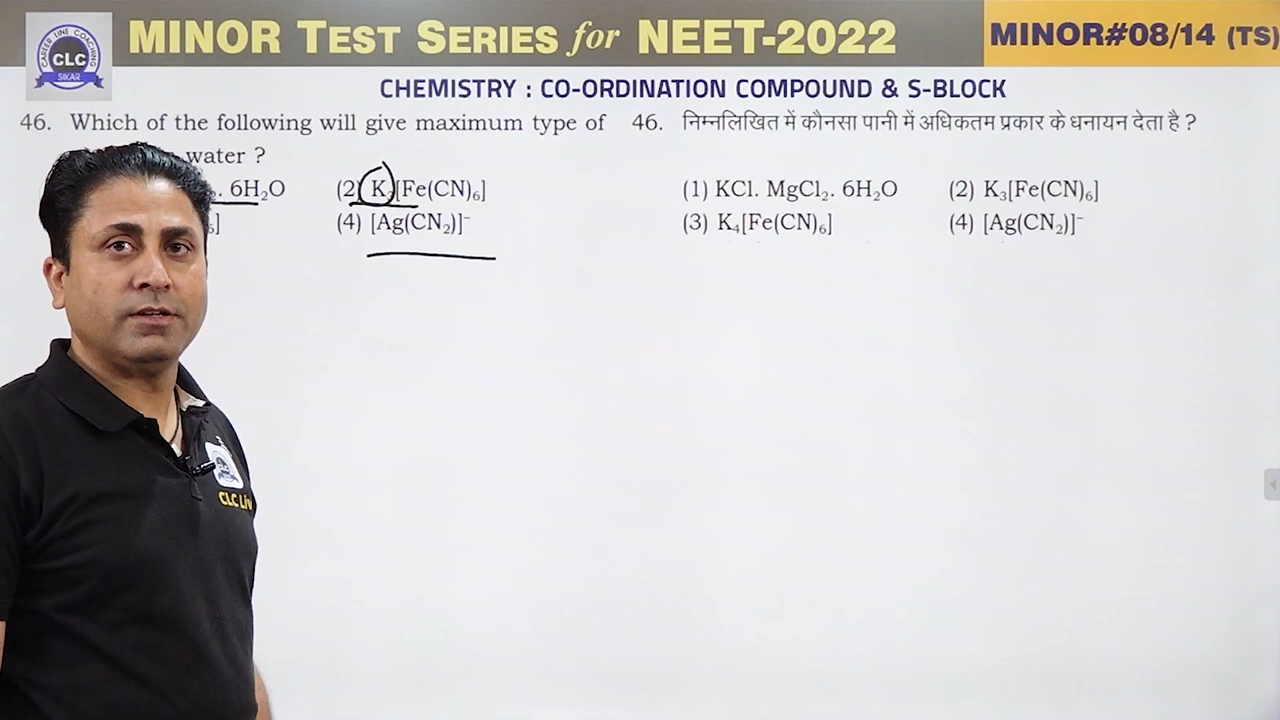 CAREER LINE COACHING
CLC
SIKAR
MINOR TEST SERIES for NEET-2022
MINOR#08/14 (TS)
CHEMISTRY : CO-ORDINATION COMPOUND & S-BLOCK
46. Which of the following will give maximum type of
water ?
. 6H₂O (2) K₃[Fe(CN)₆]
₆] (4) [Ag(CN₂)]⁻
46. निम्नलिखित में कौनसा पानी में अधिकतम प्रकार के धनायन देता है ?
(1) KCl. MgCl₂. 6H₂O (2) K₃[Fe(CN)₆]
(3) K₄[Fe(CN)₆] (4) [Ag(CN₂)]⁻
CLC Liv